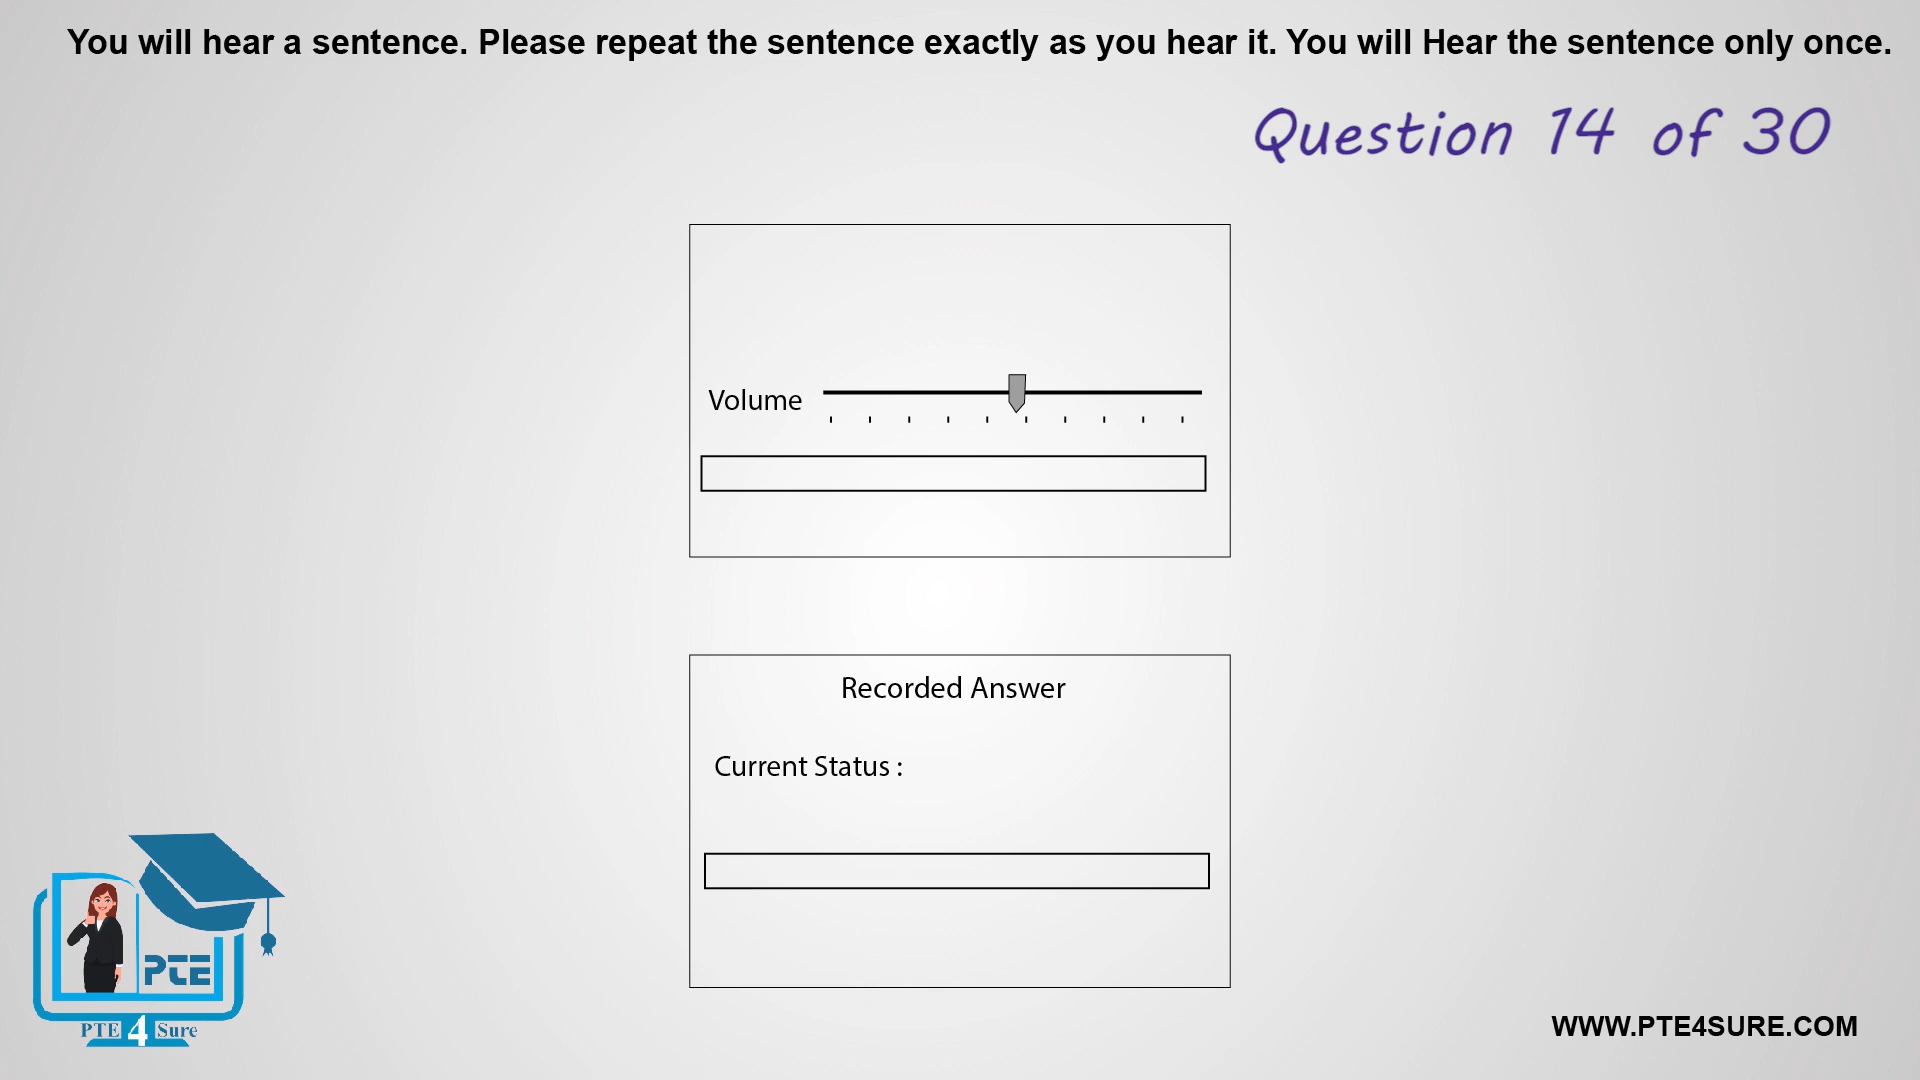 You will hear a sentence. Please repeat the sentence exactly as you hear it. You will Hear the sentence only once.
Question 14 of 30
Volume
Recorded Answer
Current Status :
PTE
PTE 4 Sure
WWW.PTE4SURE.COM